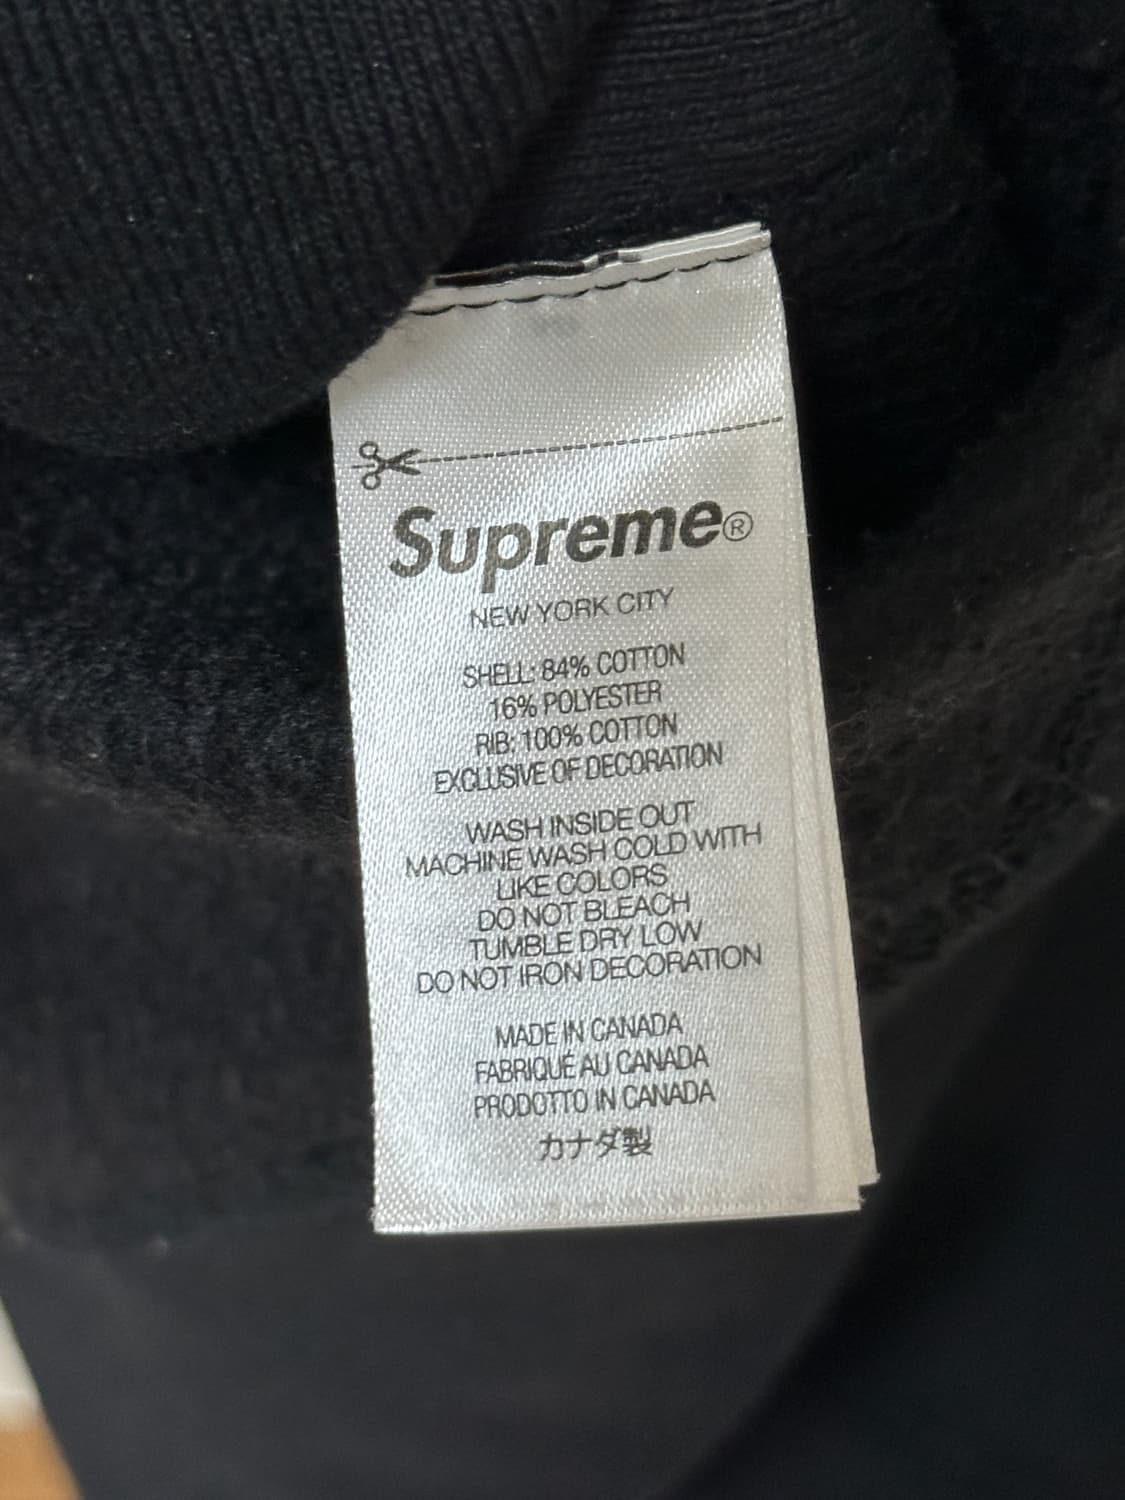 Supreme®
NEW YORK CITY
SHELL: 84% COTTON
16% POLYESTER
RIB: 100% COTTON
EXCLUSIVE OF DECORATION
WASH INSIDE OUT
MACHINE WASH COLD WITH
LIKE COLORS
DO NOT BLEACH
TUMBLE DRY LOW
DO NOT IRON DECORATION
MADE IN CANADA
FABRIQUÉ AU CANADA
PRODOTTO IN CANADA
カナダ製